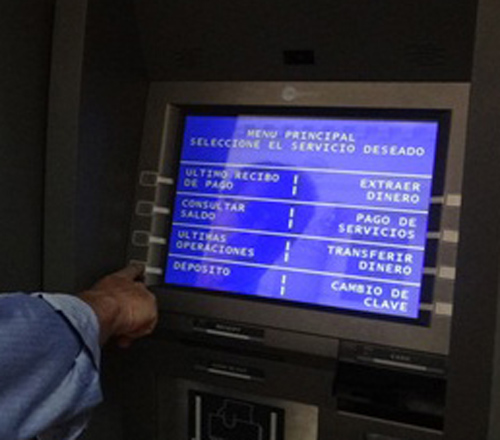 MENU PRINCIPAL
SELECCIONE EL SERVICIO DESEADO
ULTIMO RECIBO
DE PAGO
EXTRAER
DINERO
CONSULTAR
SALDO
PAGO DE
SERVICIOS
ULTIMAS
OPERACIONES
TRANSFERIR
DINERO
DEPOSITO
CAMBIO DE
CLAVE